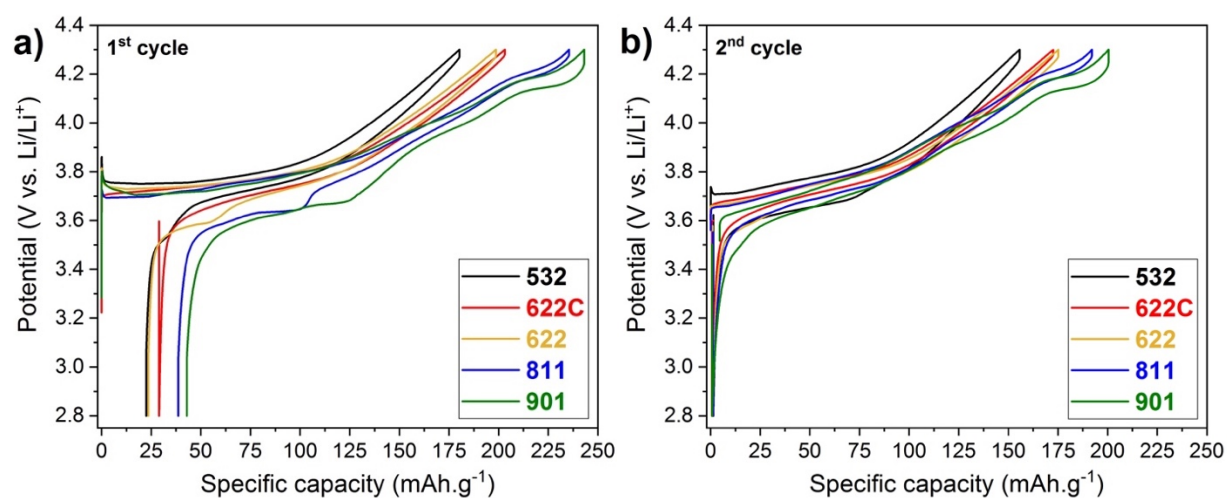 a)
1st cycle
4.4
4.2
4.0
3.8
3.6
3.4
3.2
3.0
2.8
Potential (V vs. Li/Li+)
532
622C
622
811
901
0 25 50 75 100 125 150 175 200 225 250
Specific capacity (mAh.g-1)
b)
2nd cycle
4.4
4.2
4.0
3.8
3.6
3.4
3.2
3.0
2.8
Potential (V vs. Li/Li+)
532
622C
622
811
901
0 25 50 75 100 125 150 175 200 225 250
Specific capacity (mAh.g-1)